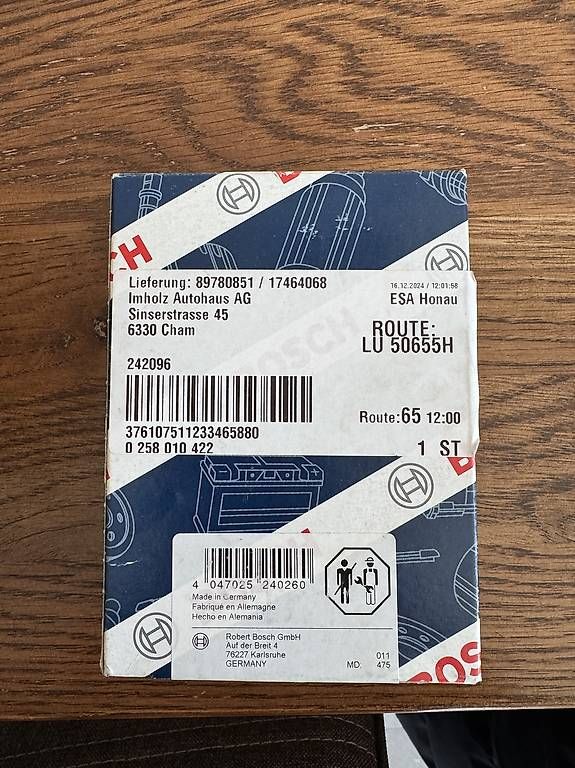 BOSCH
Lieferung: 89780851 / 17464068
Imholz Autohaus AG
Sinserstrasse 45
6330 Cham
16.12.2024 / 12:01:58
ESA Honau
ROUTE:
LU 50655H
242096
Route: 65 12:00
376107511233465880
0 258 010 422
1 ST
4 047025 240260
Made in Germany
Fabriqué en Allemagne
Hecho en Alemania
Robert Bosch GmbH
Auf der Breit 4
76227 Karlsruhe
GERMANY
MD.
011
475
BOSCH